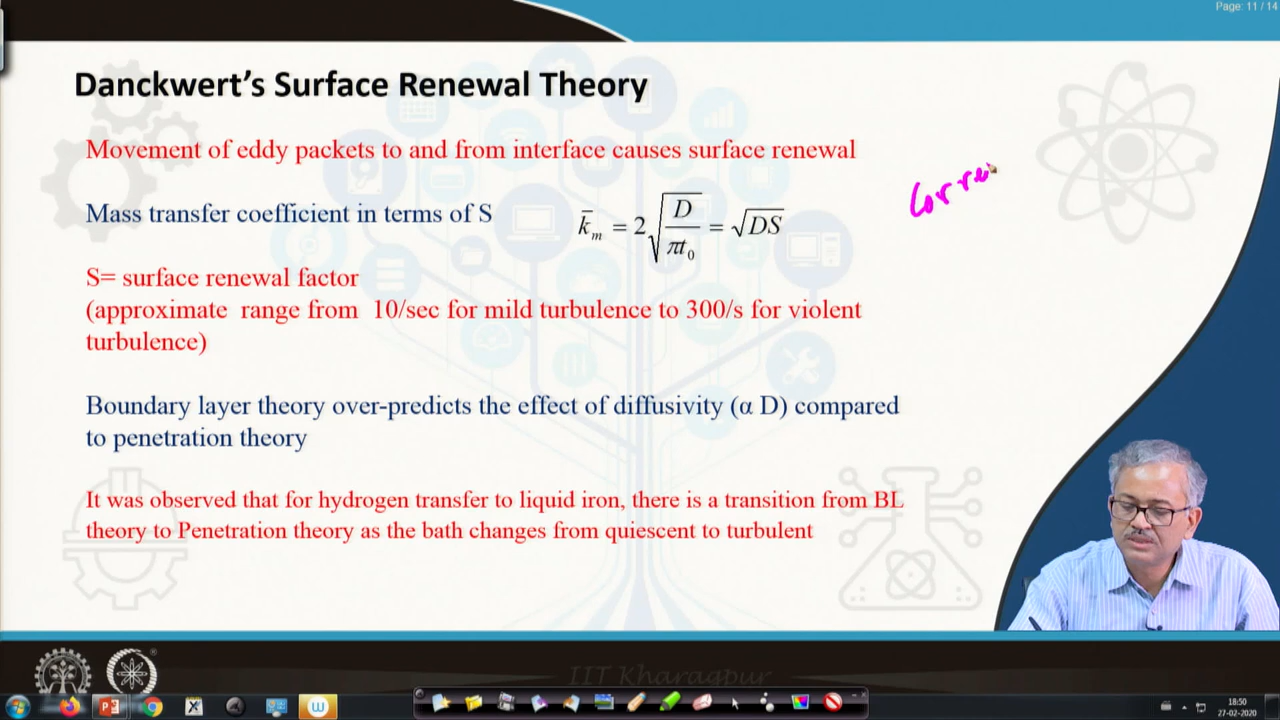 Page: 11 / 14
Danckwert’s Surface Renewal Theory
Movement of eddy packets to and from interface causes surface renewal
Mass transfer coefficient in terms of S
k̄ₘ = 2√(D/πt₀) = √DS
S= surface renewal factor
(approximate range from 10/sec for mild turbulence to 300/s for violent
turbulence)
Boundary layer theory over-predicts the effect of diffusivity (α D) compared
to penetration theory
It was observed that for hydrogen transfer to liquid iron, there is a transition from BL
theory to Penetration theory as the bath changes from quiescent to turbulent
IIT Kharagpur
18:50
27-02-2020